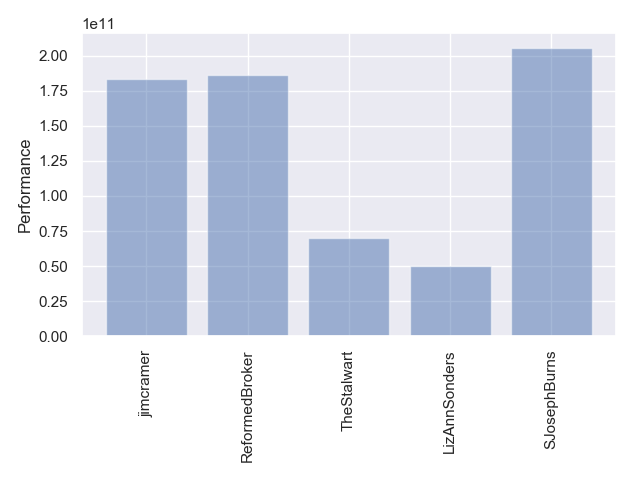 1e11
2.00
1.75
1.50
1.25
1.00
0.75
0.50
0.25
0.00
Performance
jimcramer
ReformedBroker
TheStalwart
LizAnnSonders
SJosephBurns